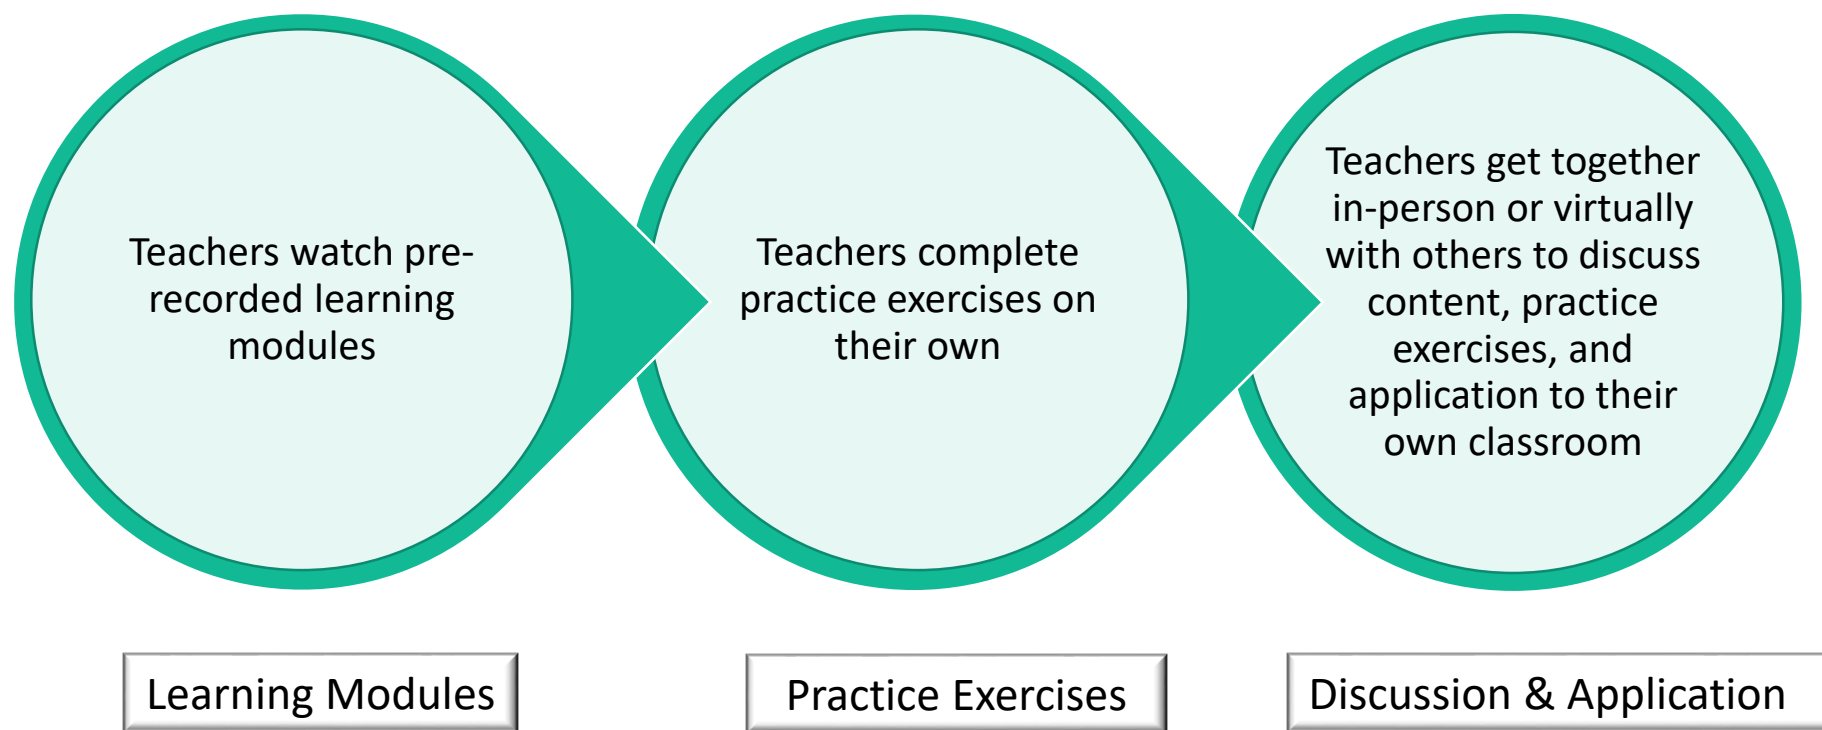 Teachers watch pre-
recorded learning
modules
Teachers complete
practice exercises on
their own
Teachers get together
in-person or virtually
with others to discuss
content, practice
exercises, and
application to their
own classroom
Learning Modules
Practice Exercises
Discussion & Application